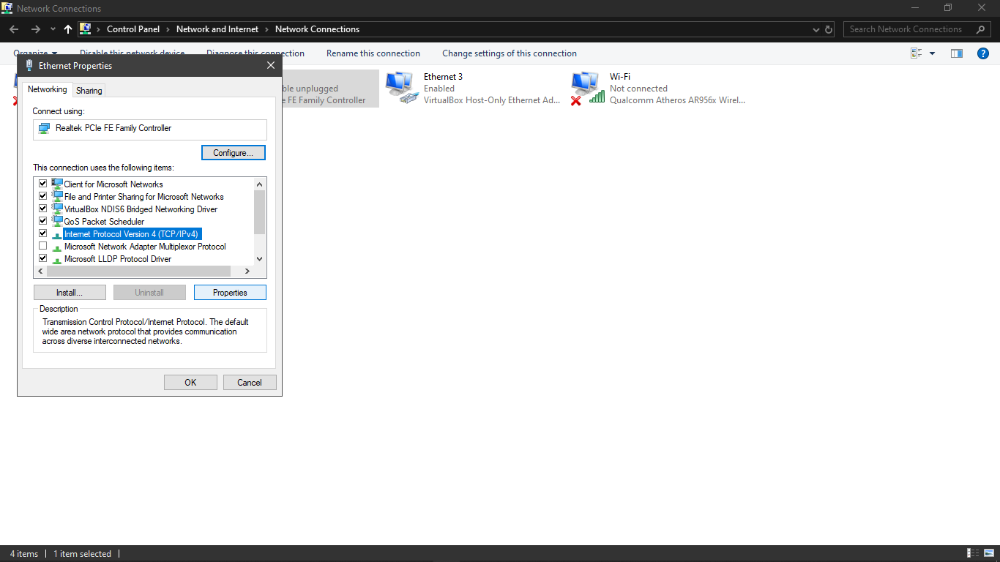 Network Connections
Control Panel
Network and Internet
Network Connections
Search Network Connections
Organize
Disable this network device
Diagnose this connection
Rename this connection
Change settings of this connection
Ethernet Properties
Networking
Sharing
Connect using:
Realtek PCIe FE Family Controller
Configure...
This connection uses the following items:
Client for Microsoft Networks
File and Printer Sharing for Microsoft Networks
VirtualBox NDIS6 Bridged Networking Driver
QoS Packet Scheduler
Internet Protocol Version 4 (TCP/IPv4)
Microsoft Network Adapter Multiplexor Protocol
Microsoft LLDP Protocol Driver
Install...
Uninstall
Properties
Description
Transmission Control Protocol/Internet Protocol. The default
wide area network protocol that provides communication
across diverse interconnected networks.
OK
Cancel
unplugged
FE Family Controller
Ethernet 3
Enabled
VirtualBox Host-Only Ethernet Ad...
Wi-Fi
Not connected
Qualcomm Atheros AR956x Wirel...
4 items
1 item selected